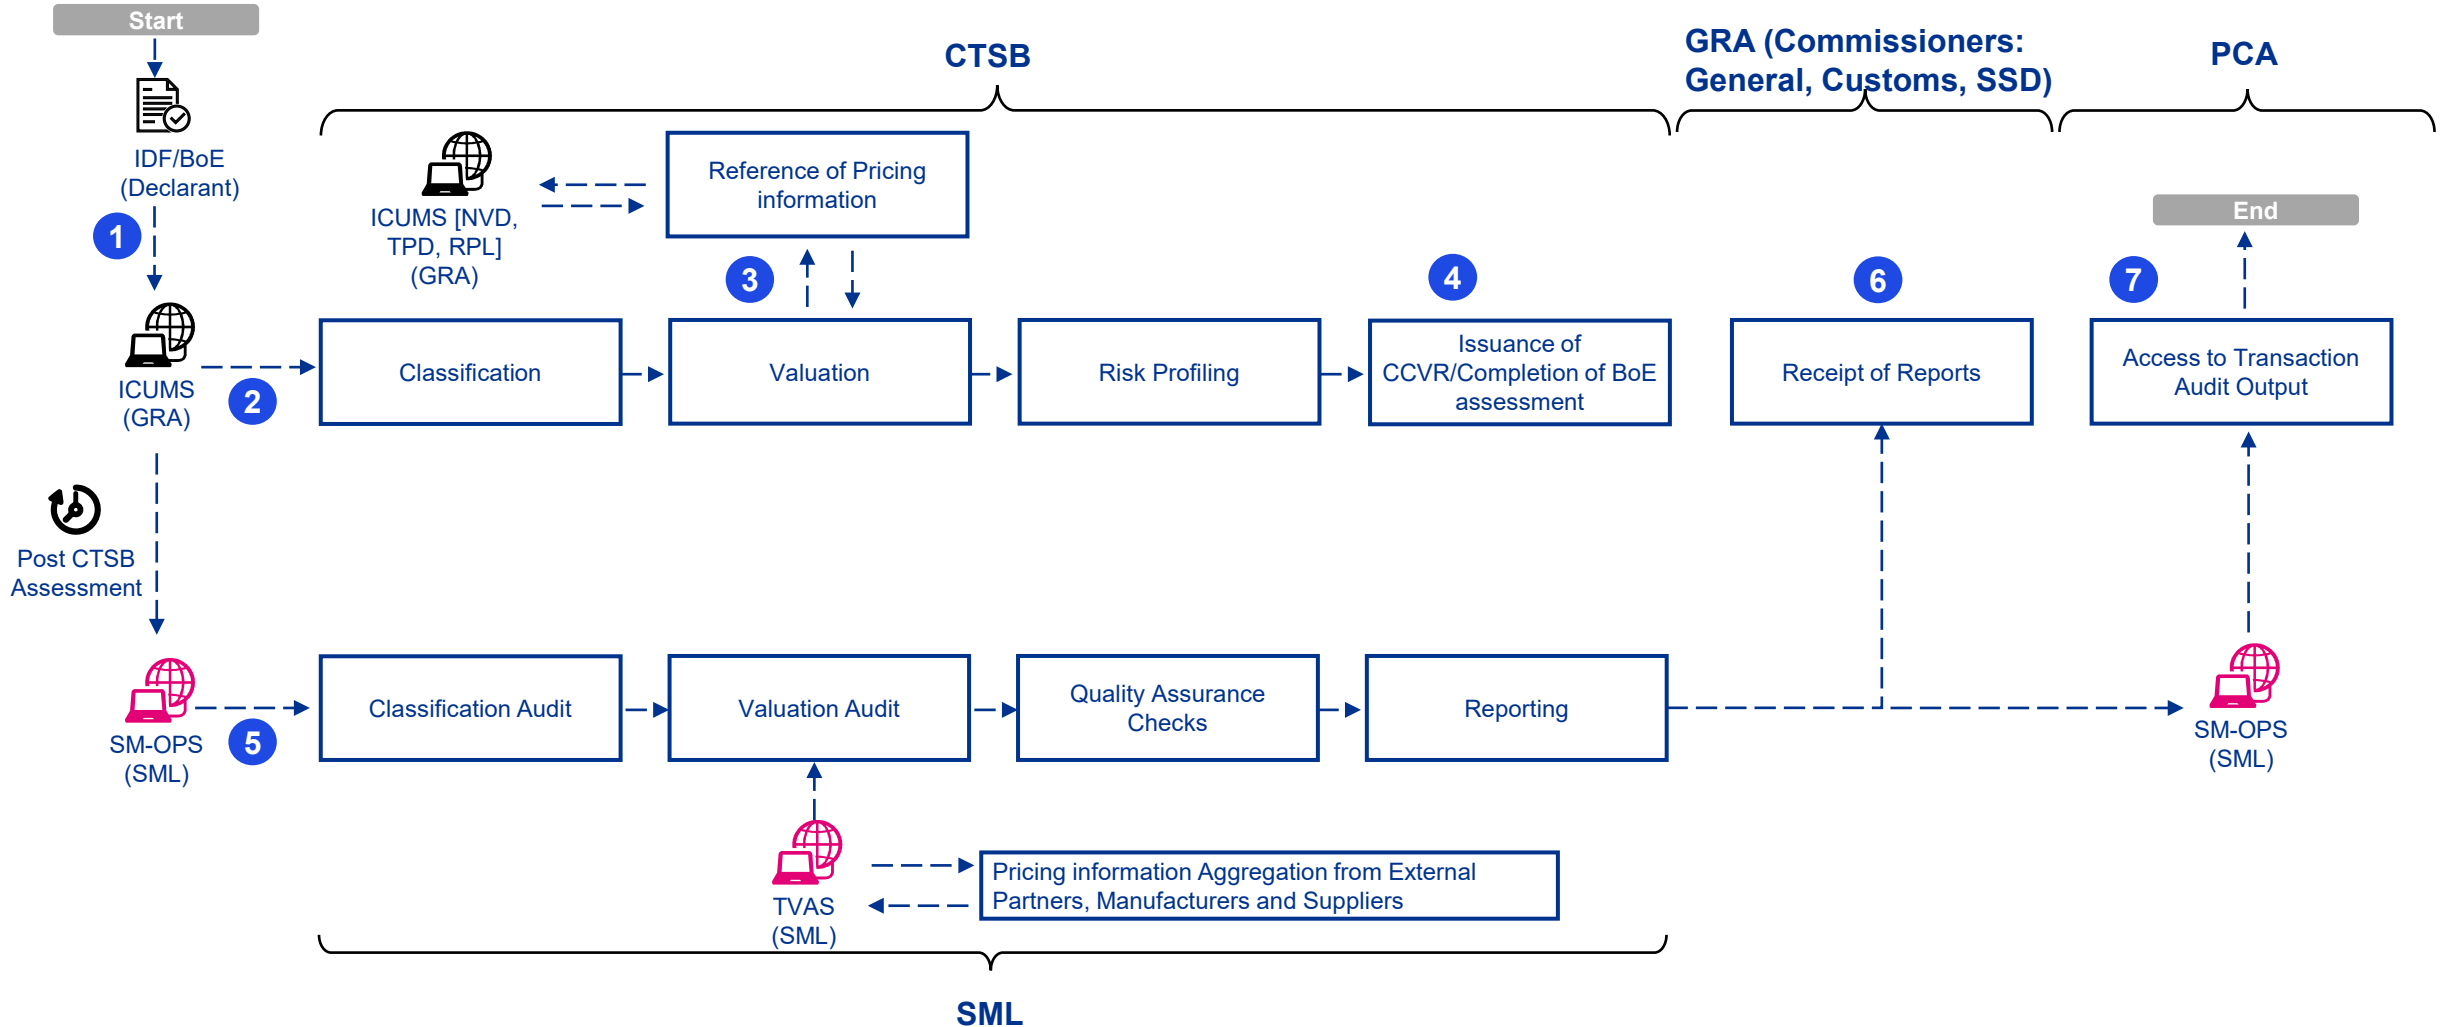 Start
CTSB
GRA (Commissioners:
General, Customs, SSD)
PCA
IDF/BoE
(Declarant)
1
ICUMS [NVD,
TPD, RPL]
(GRA)
Reference of Pricing
information
End
3
4
6
7
ICUMS
(GRA)
2
Classification
Valuation
Risk Profiling
Issuance of
CCVR/Completion of BoE
assessment
Receipt of Reports
Access to Transaction
Audit Output
Post CTSB
Assessment
SM-OPS
(SML)
5
Classification Audit
Valuation Audit
Quality Assurance
Checks
Reporting
SM-OPS
(SML)
TVAS
(SML)
Pricing information Aggregation from External
Partners, Manufacturers and Suppliers
SML